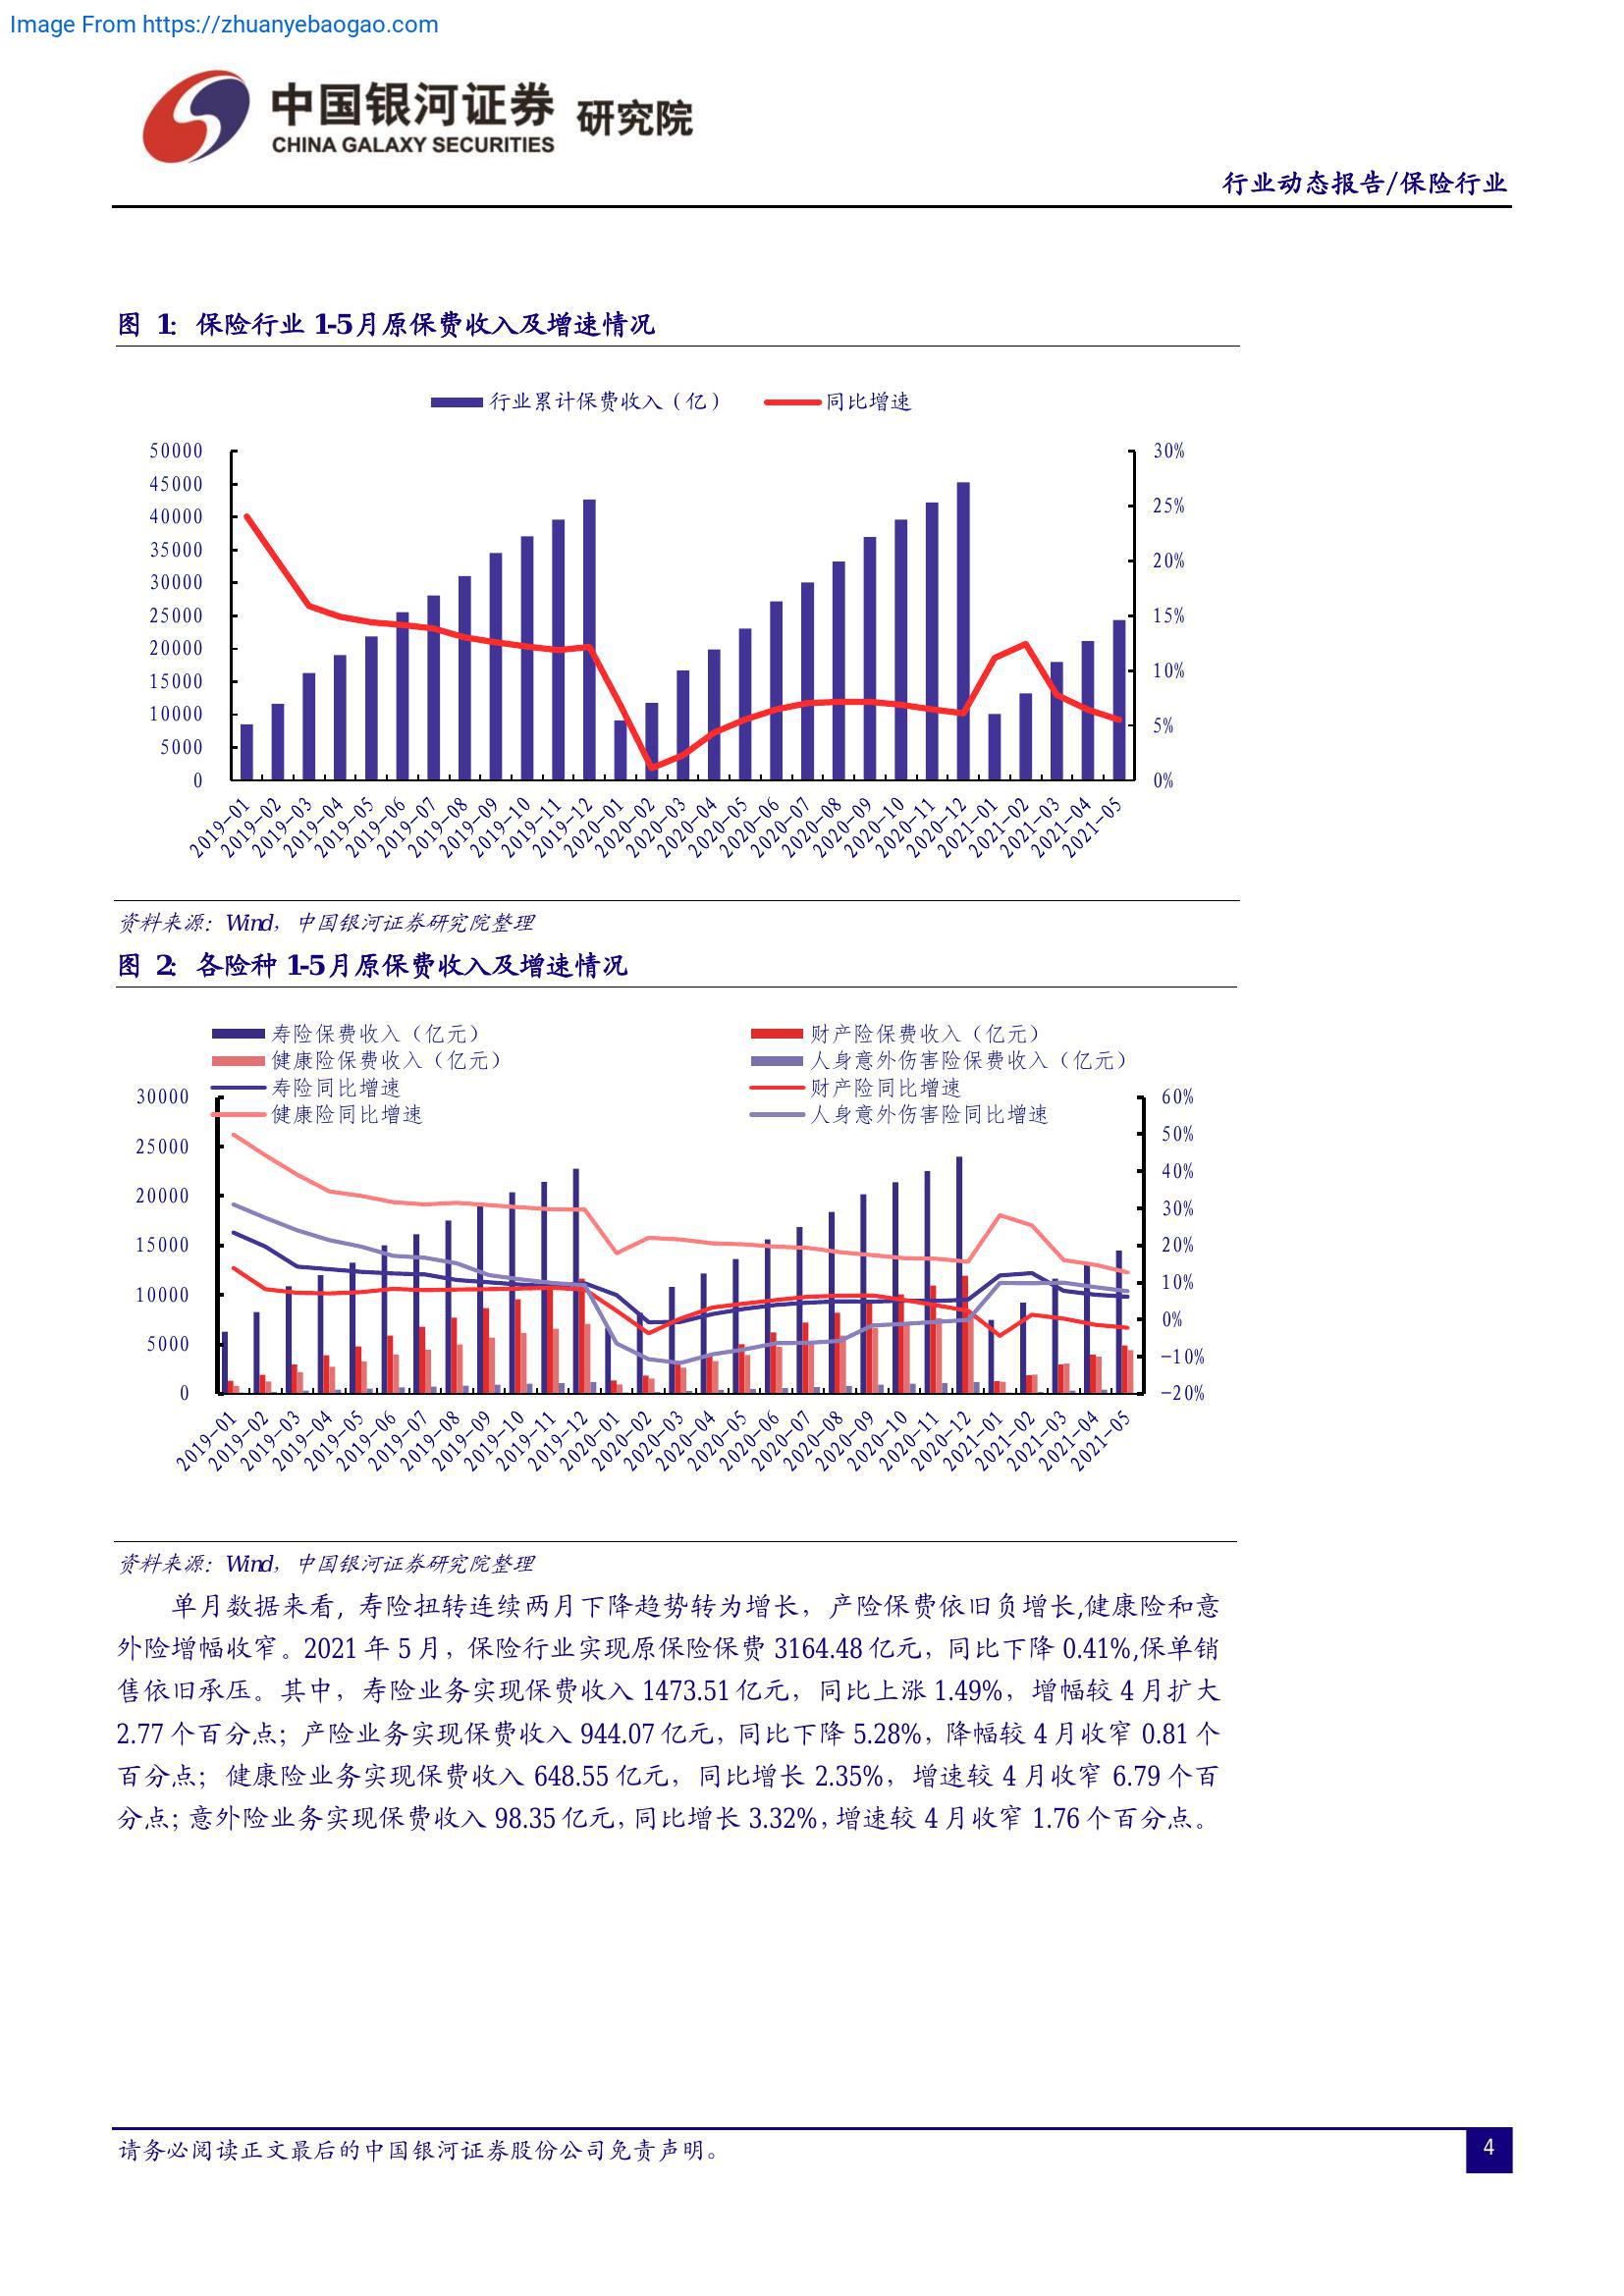 Image From https://zhuanyebaogao.com
中国银河证券 研究院
CHINA GALAXY SECURITIES
行业动态报告/保险行业
图 1: 保险行业 1-5月原保费收入及增速情况
行业累计保费收入（亿） 同比增速
50000 30%
45000
40000 25%
35000
30000 20%
25000 15%
20000
15000 10%
10000
5000 5%
0 0%
2019-01 2019-02 2019-03 2019-04 2019-05 2019-06 2019-07 2019-08 2019-09 2019-10 2019-11 2019-12 2020-01 2020-02 2020-03 2020-04 2020-05 2020-06 2020-07 2020-08 2020-09 2020-10 2020-11 2020-12 2021-01 2021-02 2021-03 2021-04 2021-05
资料来源：Wind，中国银河证券研究院整理
图 2: 各险种 1-5月原保费收入及增速情况
寿险保费收入（亿元） 财产险保费收入（亿元）
健康险保费收入（亿元） 人身意外伤害险保费收入（亿元）
寿险同比增速 财产险同比增速
健康险同比增速 人身意外伤害险同比增速
30000 60%
25000 50%
40%
20000 30%
15000 20%
10000 10%
0%
5000 -10%
0 -20%
2019-01 2019-02 2019-03 2019-04 2019-05 2019-06 2019-07 2019-08 2019-09 2019-10 2019-11 2019-12 2020-01 2020-02 2020-03 2020-04 2020-05 2020-06 2020-07 2020-08 2020-09 2020-10 2020-11 2020-12 2021-01 2021-02 2021-03 2021-04 2021-05
资料来源：Wind，中国银河证券研究院整理
单月数据来看，寿险扭转连续两月下降趋势转为增长，产险保费依旧负增长,健康险和意
外险增幅收窄。2021 年 5 月，保险行业实现原保险保费 3164.48 亿元，同比下降 0.41%,保单销
售依旧承压。其中，寿险业务实现保费收入 1473.51 亿元，同比上涨 1.49%，增幅较 4 月扩大
2.77 个百分点；产险业务实现保费收入 944.07 亿元，同比下降 5.28%，降幅较 4 月收窄 0.81 个
百分点；健康险业务实现保费收入 648.55 亿元，同比增长 2.35%，增速较 4 月收窄 6.79 个百
分点；意外险业务实现保费收入 98.35 亿元，同比增长 3.32%，增速较 4 月收窄 1.76 个百分点。
请务必阅读正文最后的中国银河证券股份公司免责声明。
4